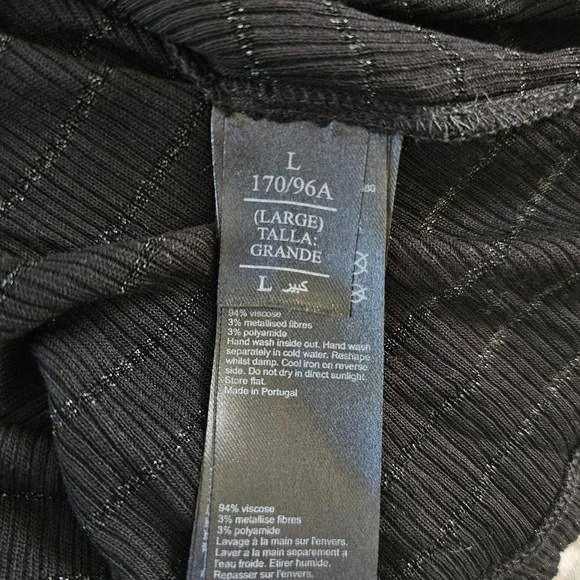 L
170/96A
(LARGE)
TALLA:
GRANDE
L كبير
94% viscose
3% metallised fibres
3% polyamide
Hand wash inside out. Hand wash
separately in cold water. Reshape
whilst damp. Cool iron on reverse
side. Do not dry in direct sunlight.
Store flat.
Made in Portugal
94% viscose
3% metallise fibres
3% polyamide
Lavage à la main sur l'envers.
Laver a la main separement a
l'eau froide. Etirer humide.
Repasser sur l'envers.